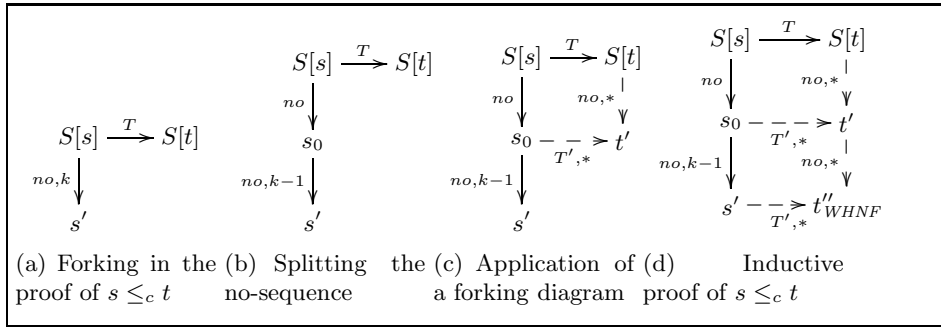 S[s] T S[t]
no,k
s′
S[s] T S[t]
no
s0
no,k−1
s′
S[s] T S[t]
no no,∗
s0 T′,∗ t′
no,k−1
s′
S[s] T S[t]
no no,∗
s0 T′,∗ t′
no,k−1 no,∗
s′ T′,∗ t′′WHNF
(a) Forking in the
proof of s ≤c t
(b) Splitting the
no-sequence
(c) Application of
a forking diagram
(d) Inductive
proof of s ≤c t